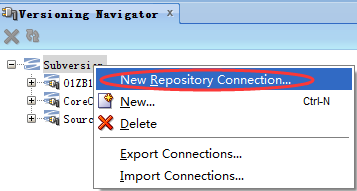 Versioning Navigator
Subversion
01ZB1
New Repository Connection...
CoreC
New... Ctrl-N
Sourc
Delete
Export Connections...
Import Connections...